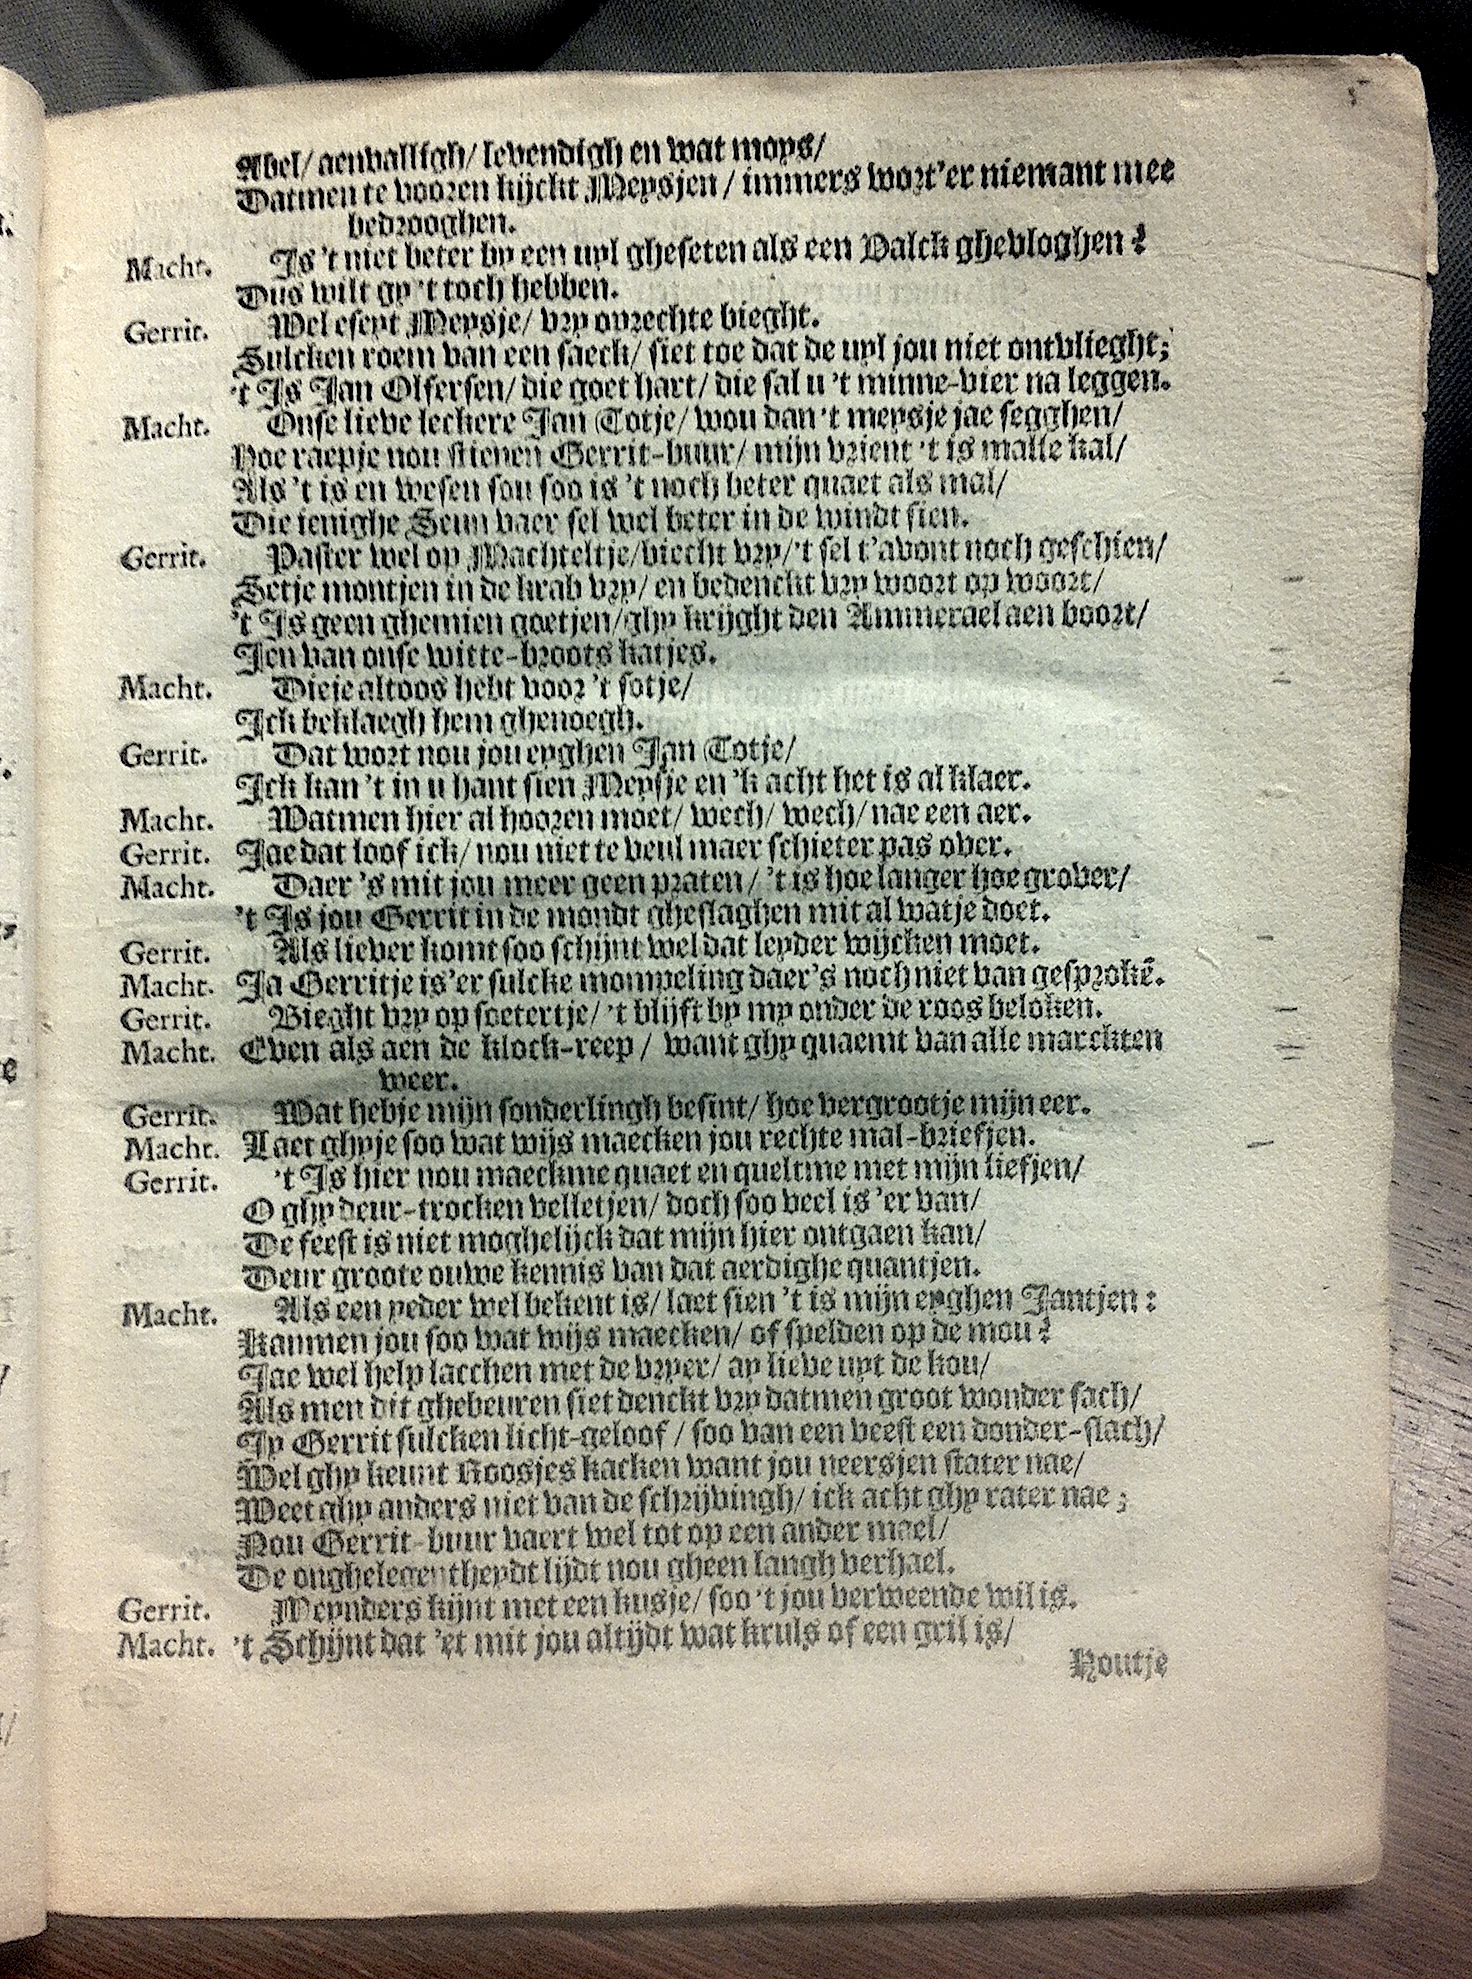 Abel/ aenvalligh/ levendigh en wat moys/
Datmen te vooren kijckt Meysjen / immers wort'er niemant mee
bedrooghen.
Macht. Is 't niet beter by een uyl gheseten als een Valck ghevloghen?
Dus wilt gy 't toch hebben.
Gerrit. Wel eseyt Meysje/ vry oprechte bieght.
Sulcken roem van een saeck/ siet toe dat de uyl jou niet ontvlieght;
't Is Jan Olfersen/ die goet hart/ die sal u 't minne-vier na leggen.
Macht. Onse lieve leckere Jan Totje/ wou dan 't meysje jae segghen/
Hoe raepje nou stienen Gerrit-buur/ mijn vrient 't is malle kal/
Als 't is en wesen sou soo is 't noch beter quaet als mal/
Die ienighe Seun vaer sel wel beter in de windt sien.
Gerrit. Paster wel op Machteltje/biecht vry/'t sel t'avont noch geschien/
Setje montjen in de krab vry/ en bedenckt vry woort op woort/
't Is geen ghemien goetjen/ghy krijght den Ammerael aen boort/
Ien van onse witte-broots katjes.
Macht. Dieje altoos hebt voor 't sotje/
Ick beklaegh hem ghenoegh.
Gerrit. Dat wort nou jou eyghen Jan Totje/
Ick kan 't in u hant sien Meysje en 'k acht het is al klaer.
Macht. Watmen hier al hooren moet/ wech/ wech/ nae een aer.
Gerrit. Jae dat loof ick/ nou niet te veul maer schieter pas over.
Macht. Daer 's mit jou meer geen praten/ 't is hoe langer hoe grover/
't Is jou Gerrit in de mondt gheslaghen mit al watje doet.
Gerrit. Als liever komt soo schijnt wel dat leyder wijcken moet.
Macht. Ja Gerritje is'er sulcke mompeling daer's noch niet van gesprokē.
Gerrit. Bieght vry op soetertje/ 't blijft by my onder de roos beloken.
Macht. Even als aen de klock-reep / want ghy quaemt van alle marckten
weer.
Gerrit. Wat hebje mijn sonderlingh besint/ hoe vergrootje mijn eer.
Macht. Laet ghyje soo wat wijs maecken jou rechte mal-briefjen.
Gerrit. 't Is hier nou maeckme quaet en queltme met mijn liefjen/
O ghy deur-trocken velletjen/ doch soo veel is 'er van/
De feest is niet moghelijck dat mijn hier ontgaen kan/
Deur groote ouwe kennis van dat aerdighe quantjen.
Macht. Als een yeder wel bekent is/ laet sien 't is mijn eyghen Jantjen:
Kanmen jou soo wat wijs maecken/ of spelden op de mou?
Jae wel help lacchen met de vryer/ ay lieve uyt de kou/
Als men dit ghebeuren siet denckt vry datmen groot wonder sach/
Jy Gerrit sulcken licht-geloof / soo van een veest een donder-slach/
Wel ghy keunt Roosjes kacken want jou neersjen stater nae/
Weet ghy anders niet van de schrijvingh/ ick acht ghy rater nae;
Nou Gerrit-buur vaert wel tot op een ander mael/
De onghelegentheydt lijdt nou gheen langh verhael.
Gerrit. Meynders kijnt met een kusje/ soo 't jou verweende wil is.
Macht. 't Schijnt dat 'et mit jou altijdt wat kruls of een gril is/
Houtje